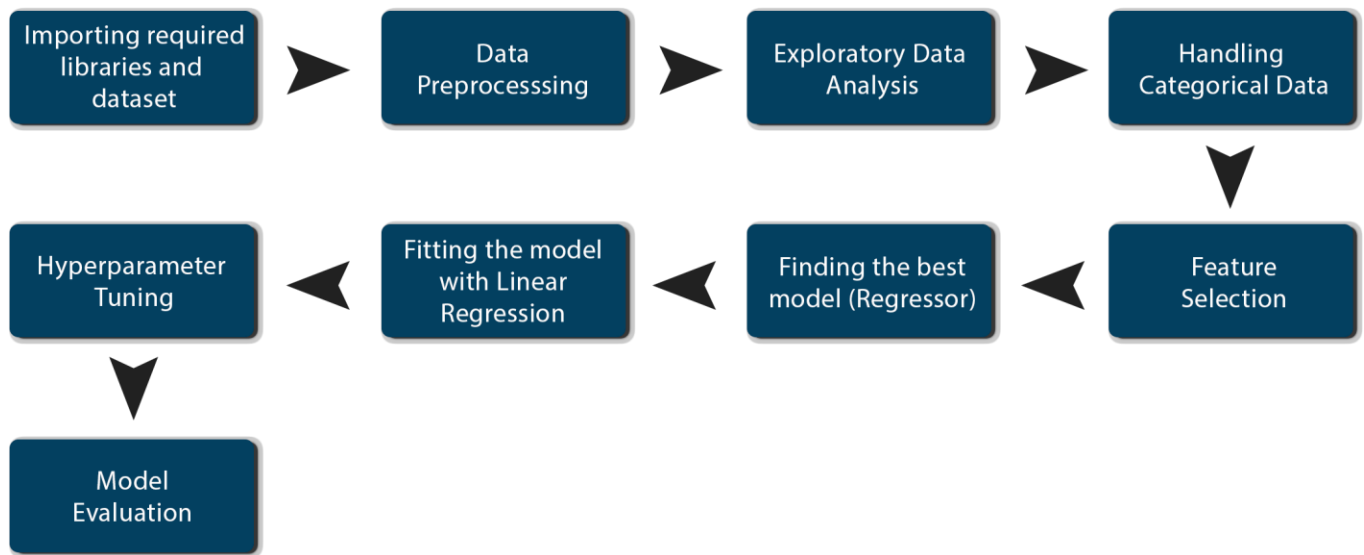 Importing required
libraries and
dataset
Data
Preprocesssing
Exploratory Data
Analysis
Handling
Categorical Data
Feature
Selection
Finding the best
model (Regressor)
Fitting the model
with Linear
Regression
Hyperparameter
Tuning
Model
Evaluation